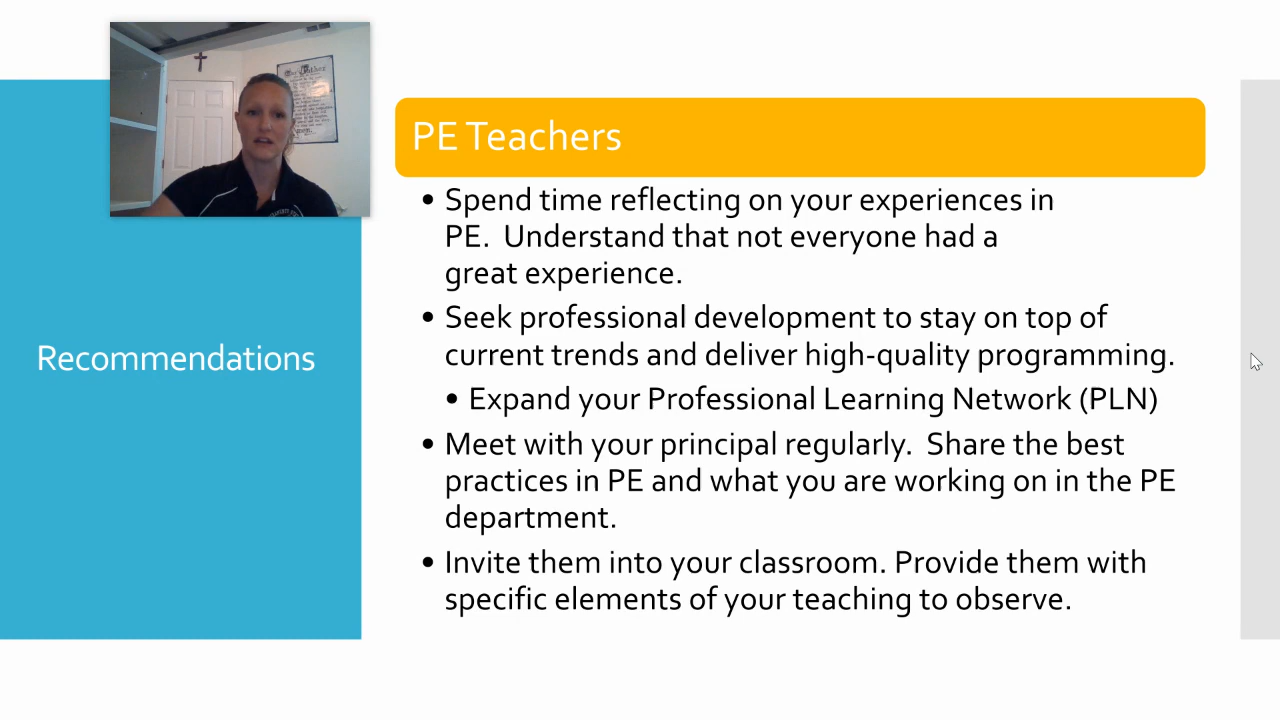 PE Teachers
• Spend time reflecting on your experiences in
PE.  Understand that not everyone had a
great experience.
• Seek professional development to stay on top of
current trends and deliver high-quality programming.
• Expand your Professional Learning Network (PLN)
• Meet with your principal regularly.  Share the best
practices in PE and what you are working on in the PE
department.
• Invite them into your classroom. Provide them with
specific elements of your teaching to observe.
Recommendations